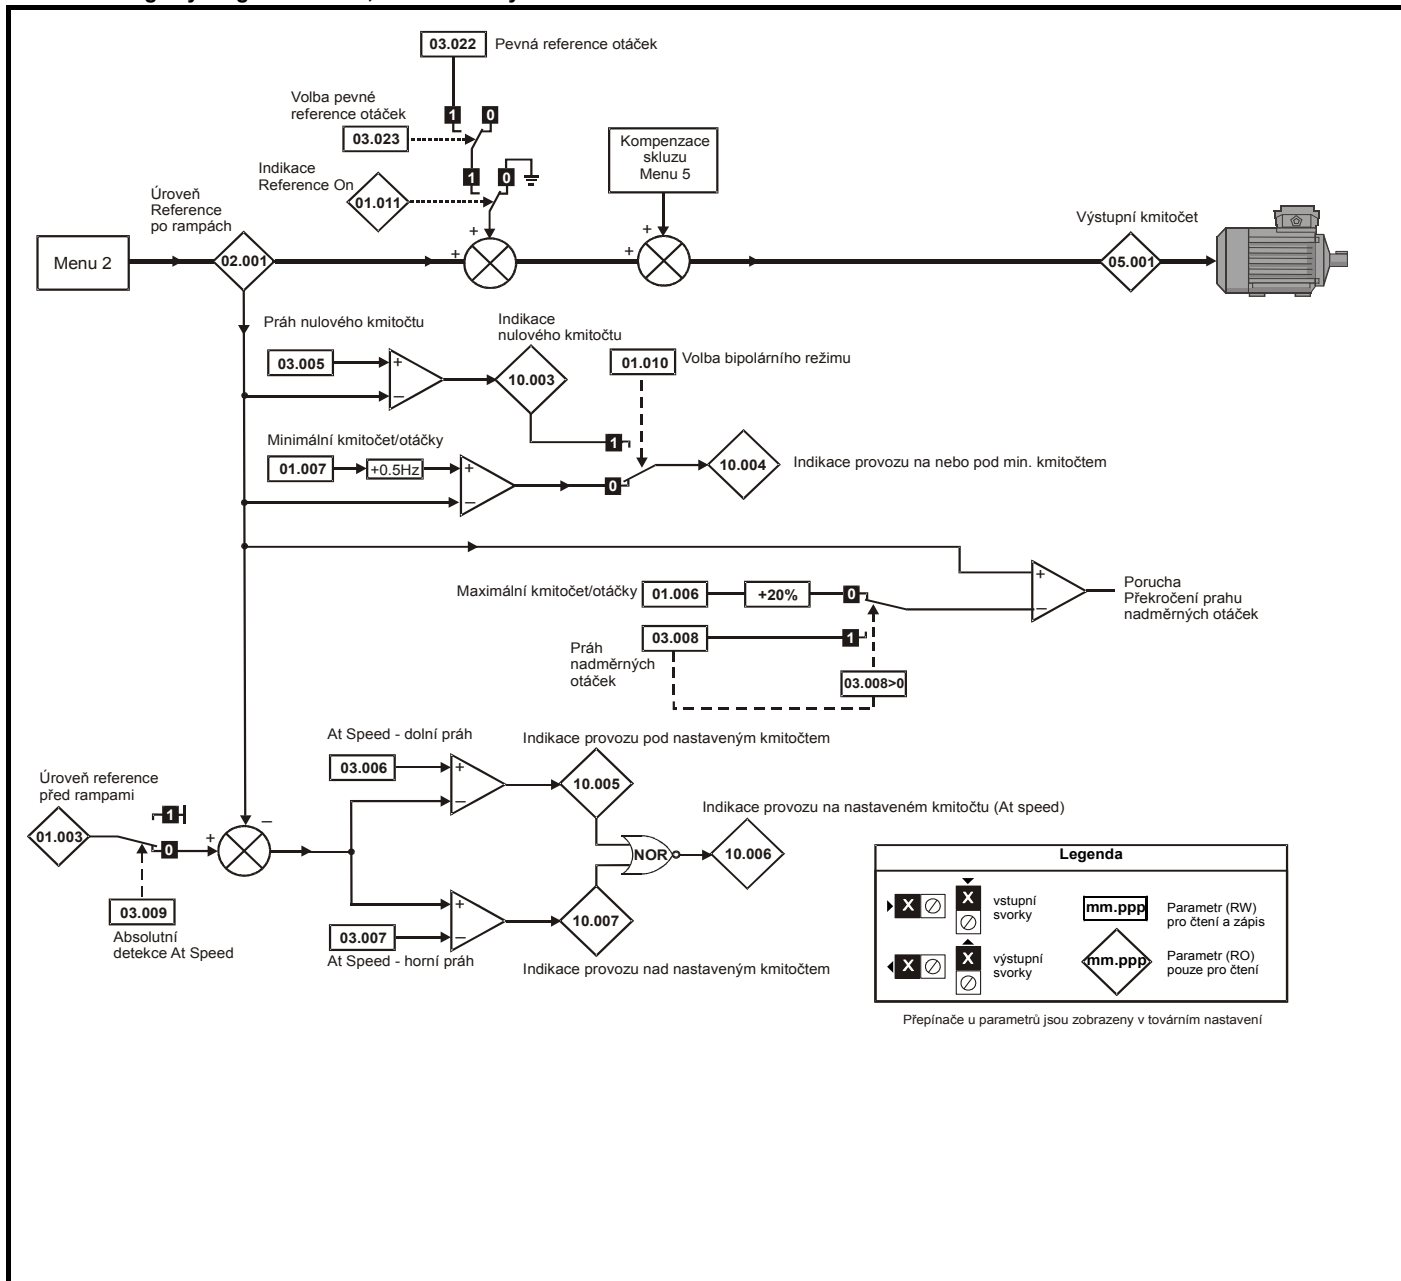 03.022
Pevná reference otáček
Volba pevné
reference otáček
1
0
03.023
Indikace
Reference On
1
0
01.011
Kompenzace
skluzu
Menu 5
Úroveň
Reference
po rampách
Výstupní kmitočet
+
+
+
+
Menu 2
02.001
05.001
Práh nulového kmitočtu
Indikace
nulového kmitočtu
03.005
+
−
10.003
01.010
Volba bipolárního režimu
Minimální kmitočet/otáčky
1
01.007
+0.5Hz
+
−
0
10.004
Indikace provozu na nebo pod min. kmitočtem
Maximální kmitočet/otáčky
01.006
+20%
0
+
−
Porucha
Překročení prahu
nadměrných otáček
03.008
1
Práh
nadměrných
otáček
03.008>0
At Speed - dolní práh
Indikace provozu pod nastaveným kmitočtem
03.006
+
−
10.005
Úroveň reference
před rampami
1
01.003
0
+
−
Indikace provozu na nastaveném kmitočtu (At speed)
NOR
10.006
03.009
Absolutní
detekce At Speed
03.007
+
−
10.007
At Speed - horní práh
Indikace provozu nad nastaveným kmitočtem
Legenda
X
X
vstupní
svorky
mm.ppp
Parametr (RW)
pro čtení a zápis
X
X
výstupní
svorky
mm.ppp
Parametr (RO)
pouze pro čtení
Přepínače u parametrů jsou zobrazeny v továrním nastavení